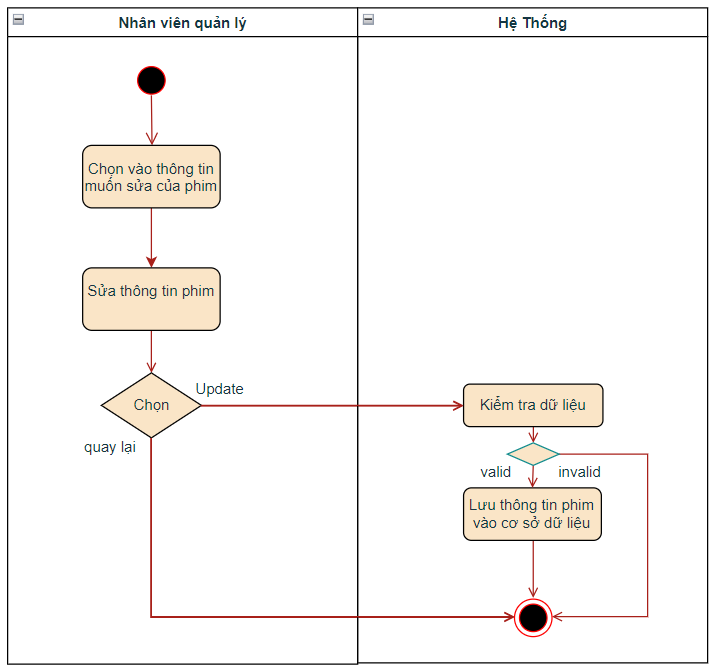 Nhân viên quản lý
Hệ Thống
Chọn vào thông tin
muốn sửa của phim
Sửa thông tin phim
Chọn
Update
quay lại
Kiểm tra dữ liệu
valid
invalid
Lưu thông tin phim
vào cơ sở dữ liệu